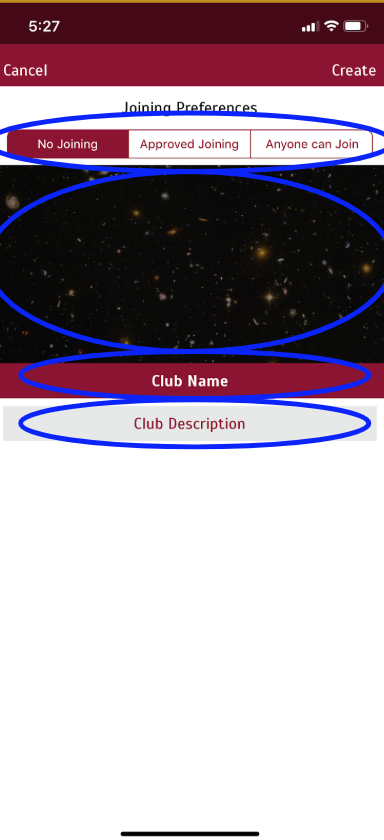 5:27
Cancel Create
Joining Preferences
No Joining Approved Joining Anyone can Join
Club Name
Club Description